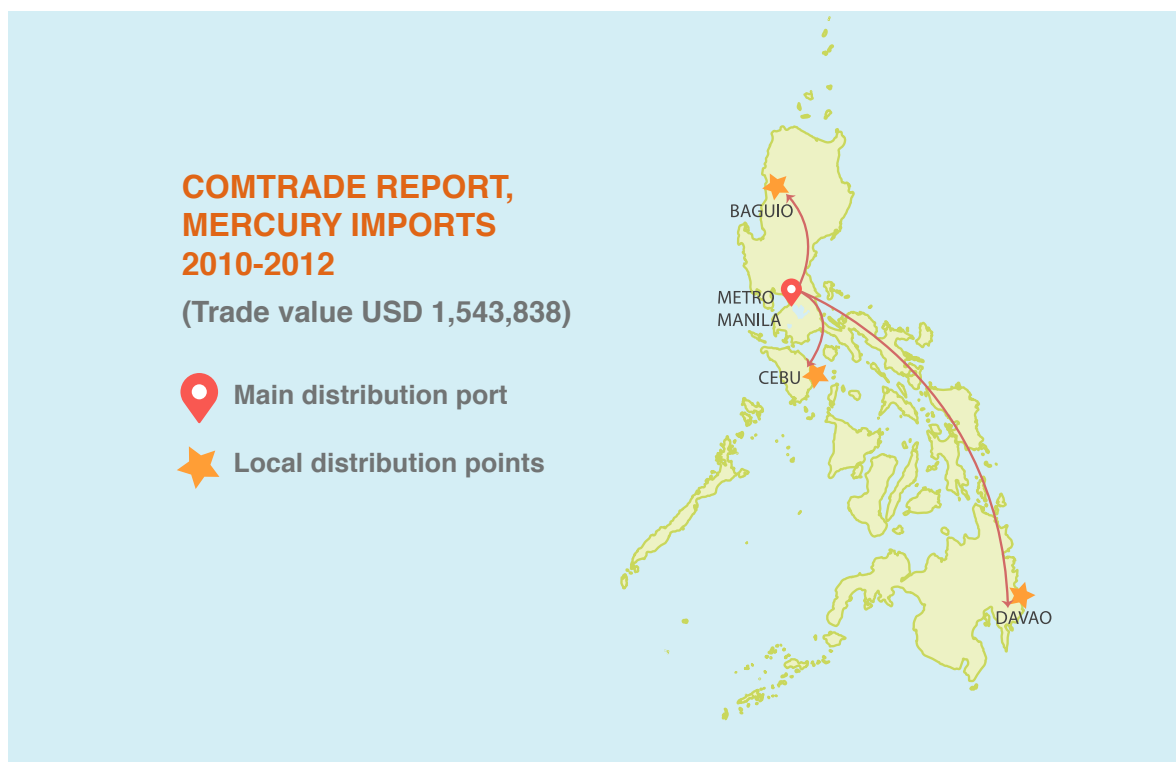 COMTRADE REPORT,
MERCURY IMPORTS
2010-2012
(Trade value USD 1,543,838)
Main distribution port
Local distribution points
BAGUIO
METRO
MANILA
CEBU
DAVAO